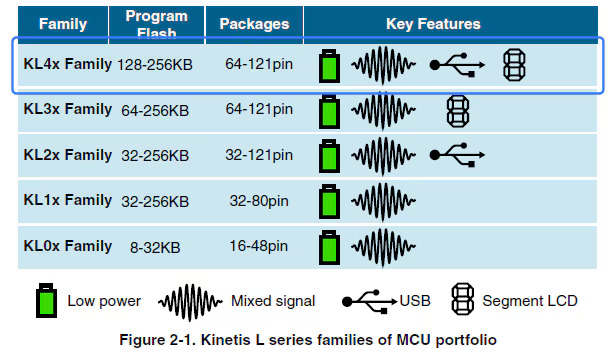 Family Program Flash Packages Key Features
KL4x Family 128-256KB 64-121pin
KL3x Family 64-256KB 64-121pin
KL2x Family 32-256KB 32-121pin
KL1x Family 32-256KB 32-80pin
KL0x Family 8-32KB 16-48pin
Low power Mixed signal USB Segment LCD
Figure 2-1. Kinetis L series families of MCU portfolio